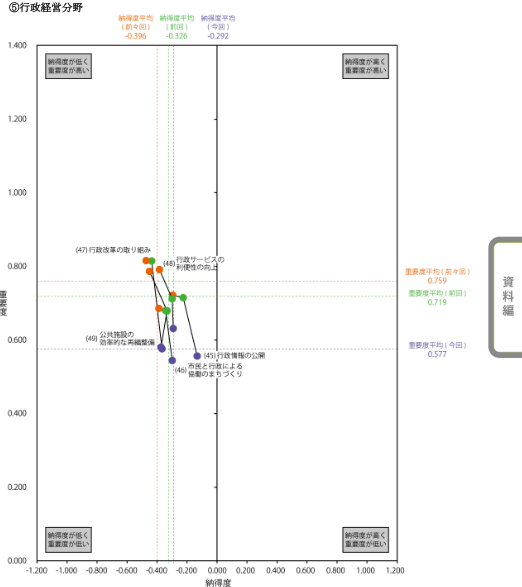 ⑤行政経営分野
納得度平均 納得度平均 納得度平均
(前々回) (前回) (今回)
-0.396 -0.326 -0.292
1.400
納得度が低く
重要度が高い
納得度が高く
重要度が高い
1.200
1.000
(47) 行政改革の取り組み
(48) 行政サービスの
利便性の向上
0.800
重要度平均(前々回)
0.759
重要度平均(前回)
0.719
資料編
重要度
(49) 公共施設の
効率的な再編整備
0.600
重要度平均(今回)
0.577
(45) 行政情報の公開
(46) 市民と行政による
協働のまちづくり
0.400
0.200
納得度が低く
重要度が低い
納得度が高く
重要度が低い
0.000
-1.200 -1.000 -0.800 -0.600 -0.400 -0.200 0.000 0.200 0.400 0.600 0.800 1.000 1.200
納得度